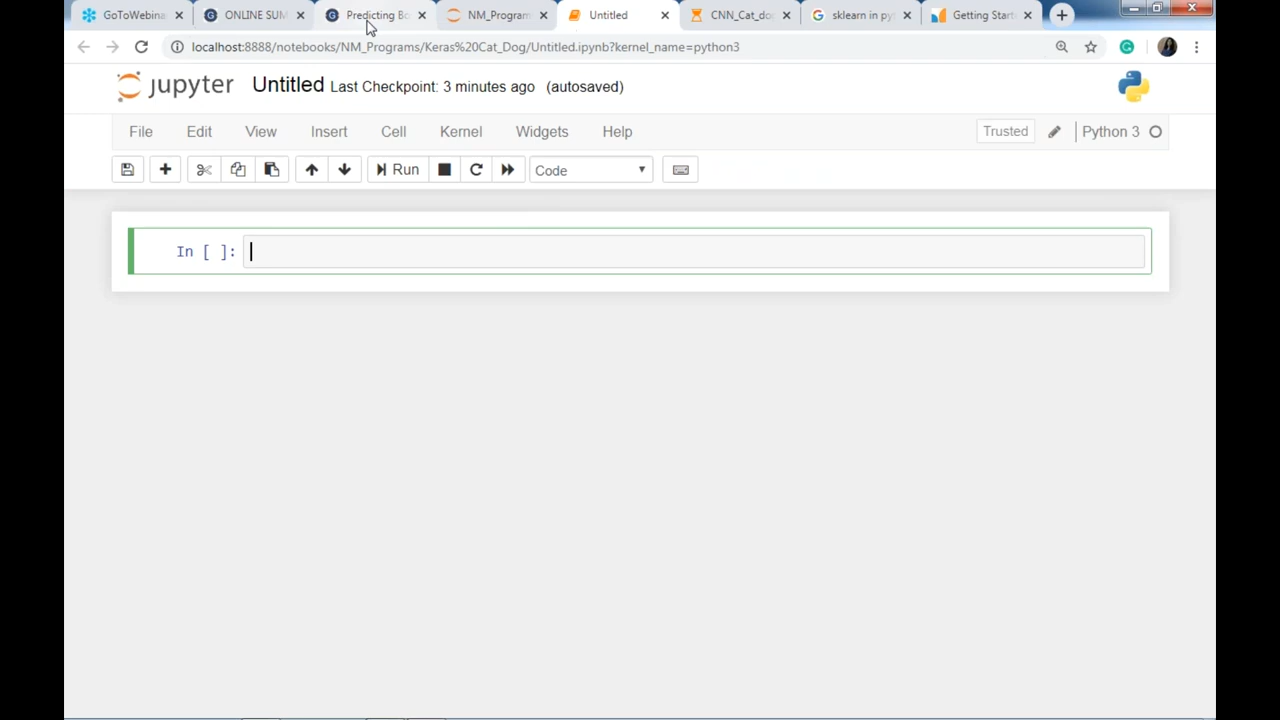 GoToWebina
ONLINE SUM
Predicting Bo
NM_Program
Untitled
CNN_Cat_do
sklearn in py
Getting Start
localhost:8888/notebooks/NM_Programs/Keras%20Cat_Dog/Untitled.ipynb?kernel_name=python3
jupyter Untitled Last Checkpoint: 3 minutes ago (autosaved)
File Edit View Insert Cell Kernel Widgets Help Trusted Python 3
Run Code
In [ ]: